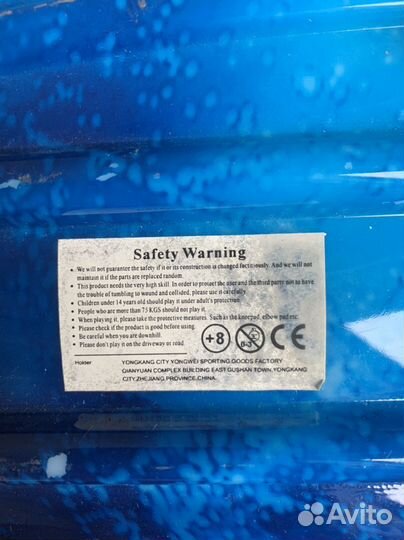 Safety Warning
• We will not guarantee the safety if it or its construction is changed factitiously. And we will not
maintain it if the parts are replaced random.
• This product needs the very high skill. In order to protect the user and the third party not to have
the trouble of tumbling to wound and collided, please use it carefully.
• Children under 14 years old should play it under adult's protection.
• People who are more than 75 KGS should not play it.
• When playing it, please take the protective measures. Such as the kneepad, elbow pad etc.
• Please check if the product is good before using.
Be careful when you are downhill.
• Please don't play it on the driveway or road.
+8 0-3 CE
Holder YONGKANG CITY YONGWEI SPORTING GOODS FACTORY
QIANYUAN COMPLEX BUILDING EAST, GUSHAN TOWN, YONGKANG
CITY, ZHEJIANG PROVINCE, CHINA.
Avito